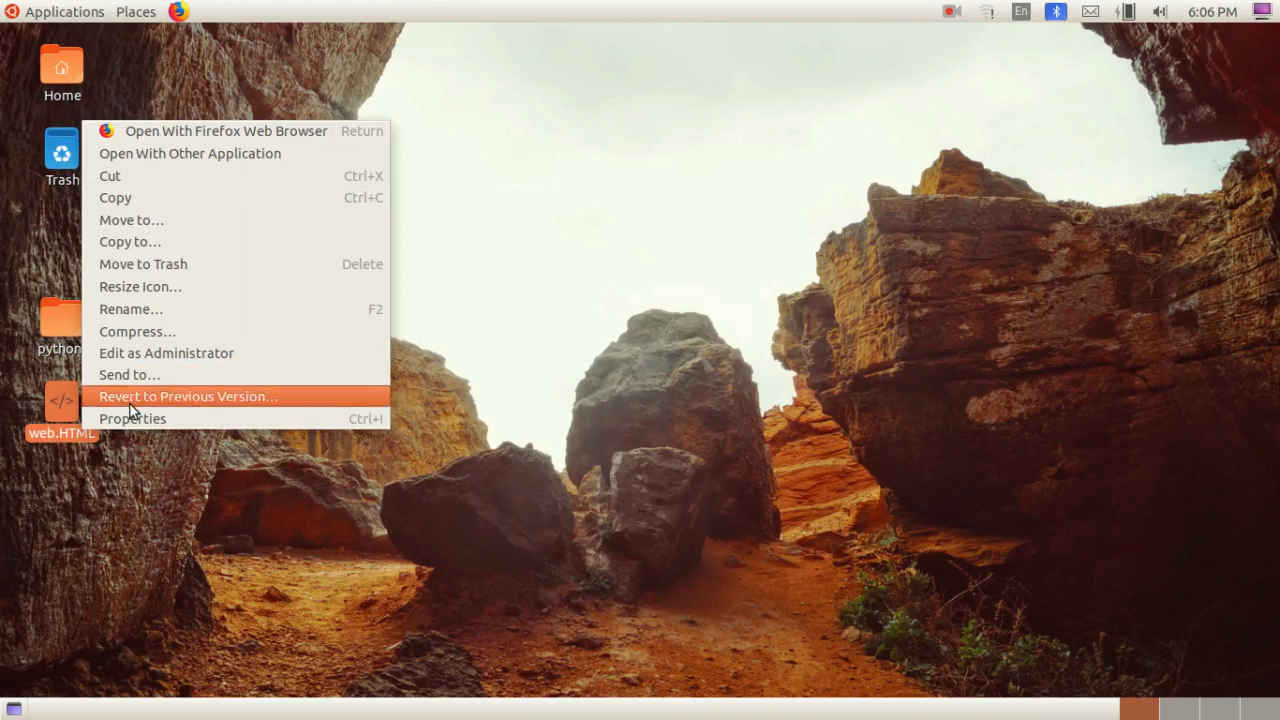 Applications Places En 6:06 PM
Home
Trash
Open With Firefox Web Browser Return
Open With Other Application
Cut Ctrl+X
Copy Ctrl+C
Move to…
Copy to…
Move to Trash Delete
Resize Icon…
Rename… F2
Compress…
Edit as Administrator
Send to…
Revert to Previous Version…
Properties Ctrl+I
python
</>
web.HTML